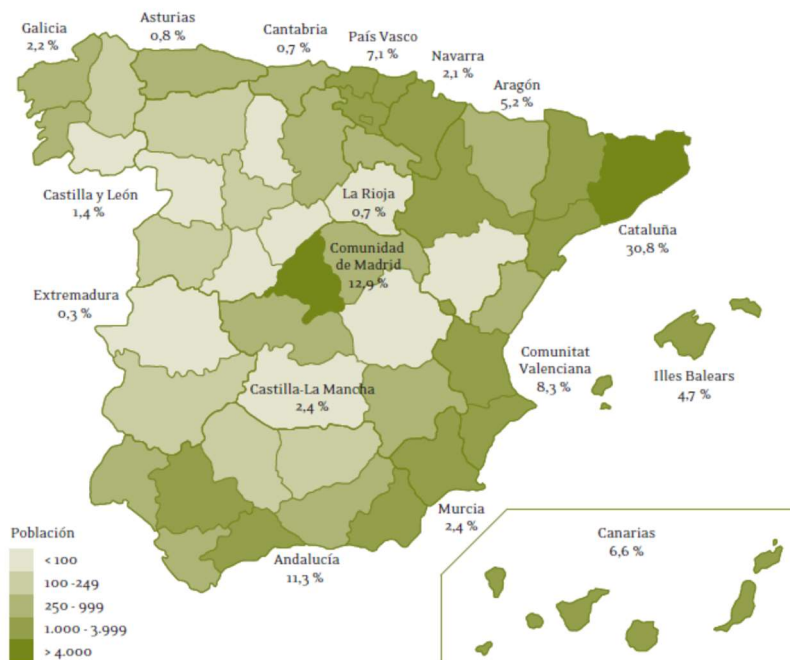 Asturias
0,8 %
Galicia
2,2 %
Cantabria
0,7 %
País Vasco
7,1 %
Navarra
2,1 %
Aragón
5,2 %
Castilla y León
1,4 %
La Rioja
0,7 %
Cataluña
30,8 %
Comunidad
de Madrid
12,9 %
Extremadura
0,3 %
Comunitat
Valenciana
8,3 %
Illes Balears
4,7 %
Castilla-La Mancha
2,4 %
Murcia
2,4 %
Andalucía
11,3 %
Canarias
6,6 %
Población
< 100
100 -249
250 - 999
1.000 - 3.999
> 4.000